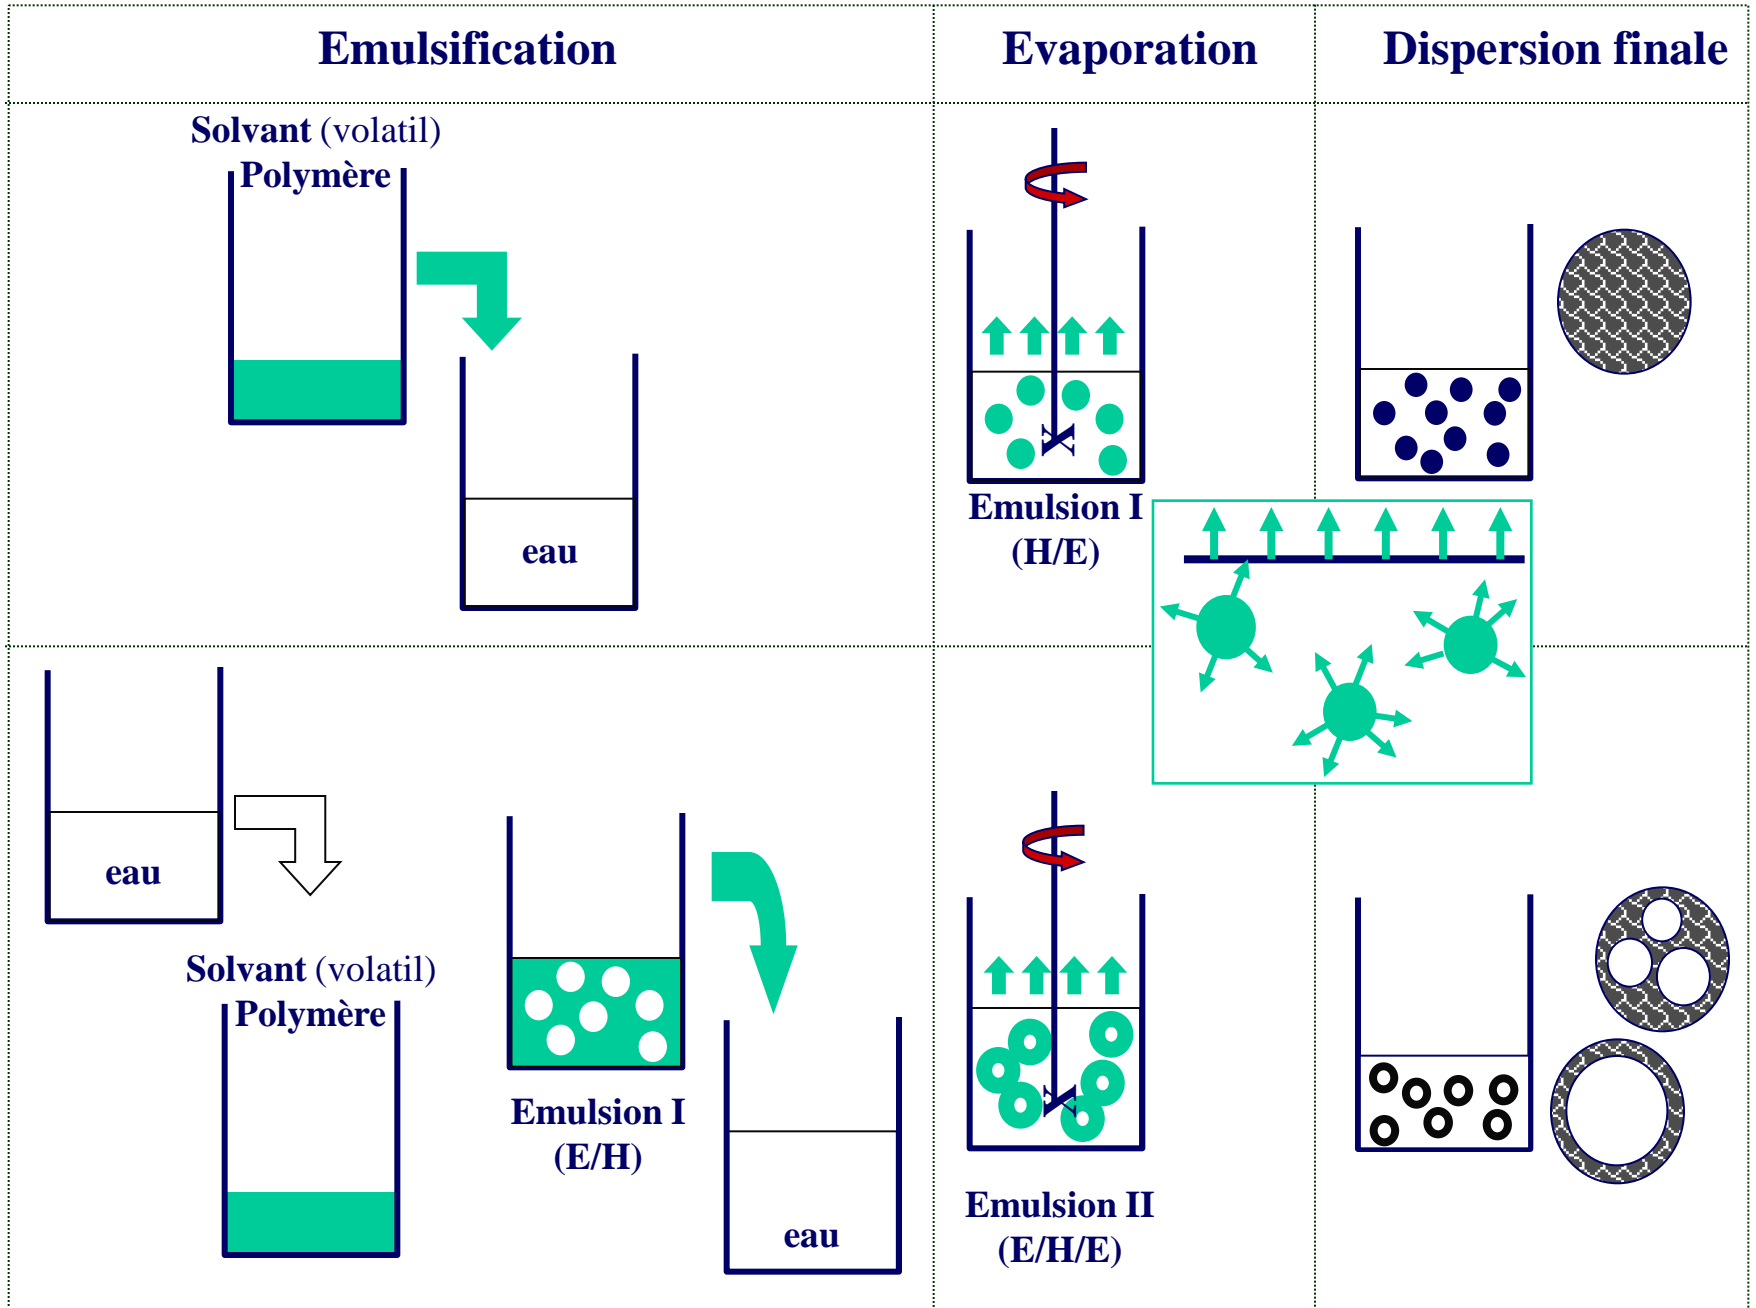 Emulsification
Evaporation
Dispersion finale
Solvant (volatil)
Polymère
eau
Emulsion I
(H/E)
eau
Solvant (volatil)
Polymère
Emulsion I
(E/H)
eau
Emulsion II
(E/H/E)